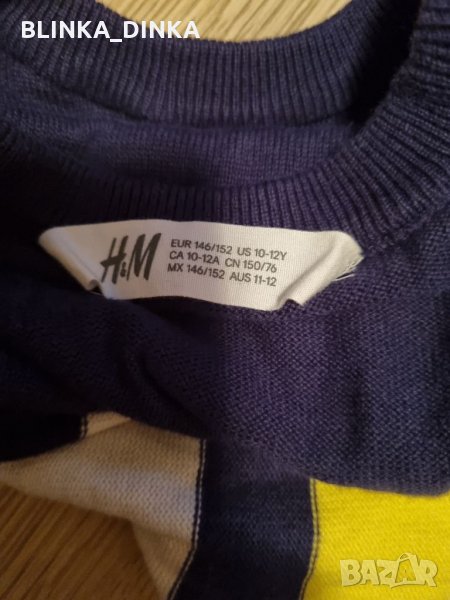 BLINKA_DINKA
H&M
EUR 146/152 US 10-12Y
CA 10-12A CN 150/76
MX 146/152 AUS 11-12
BAZAR